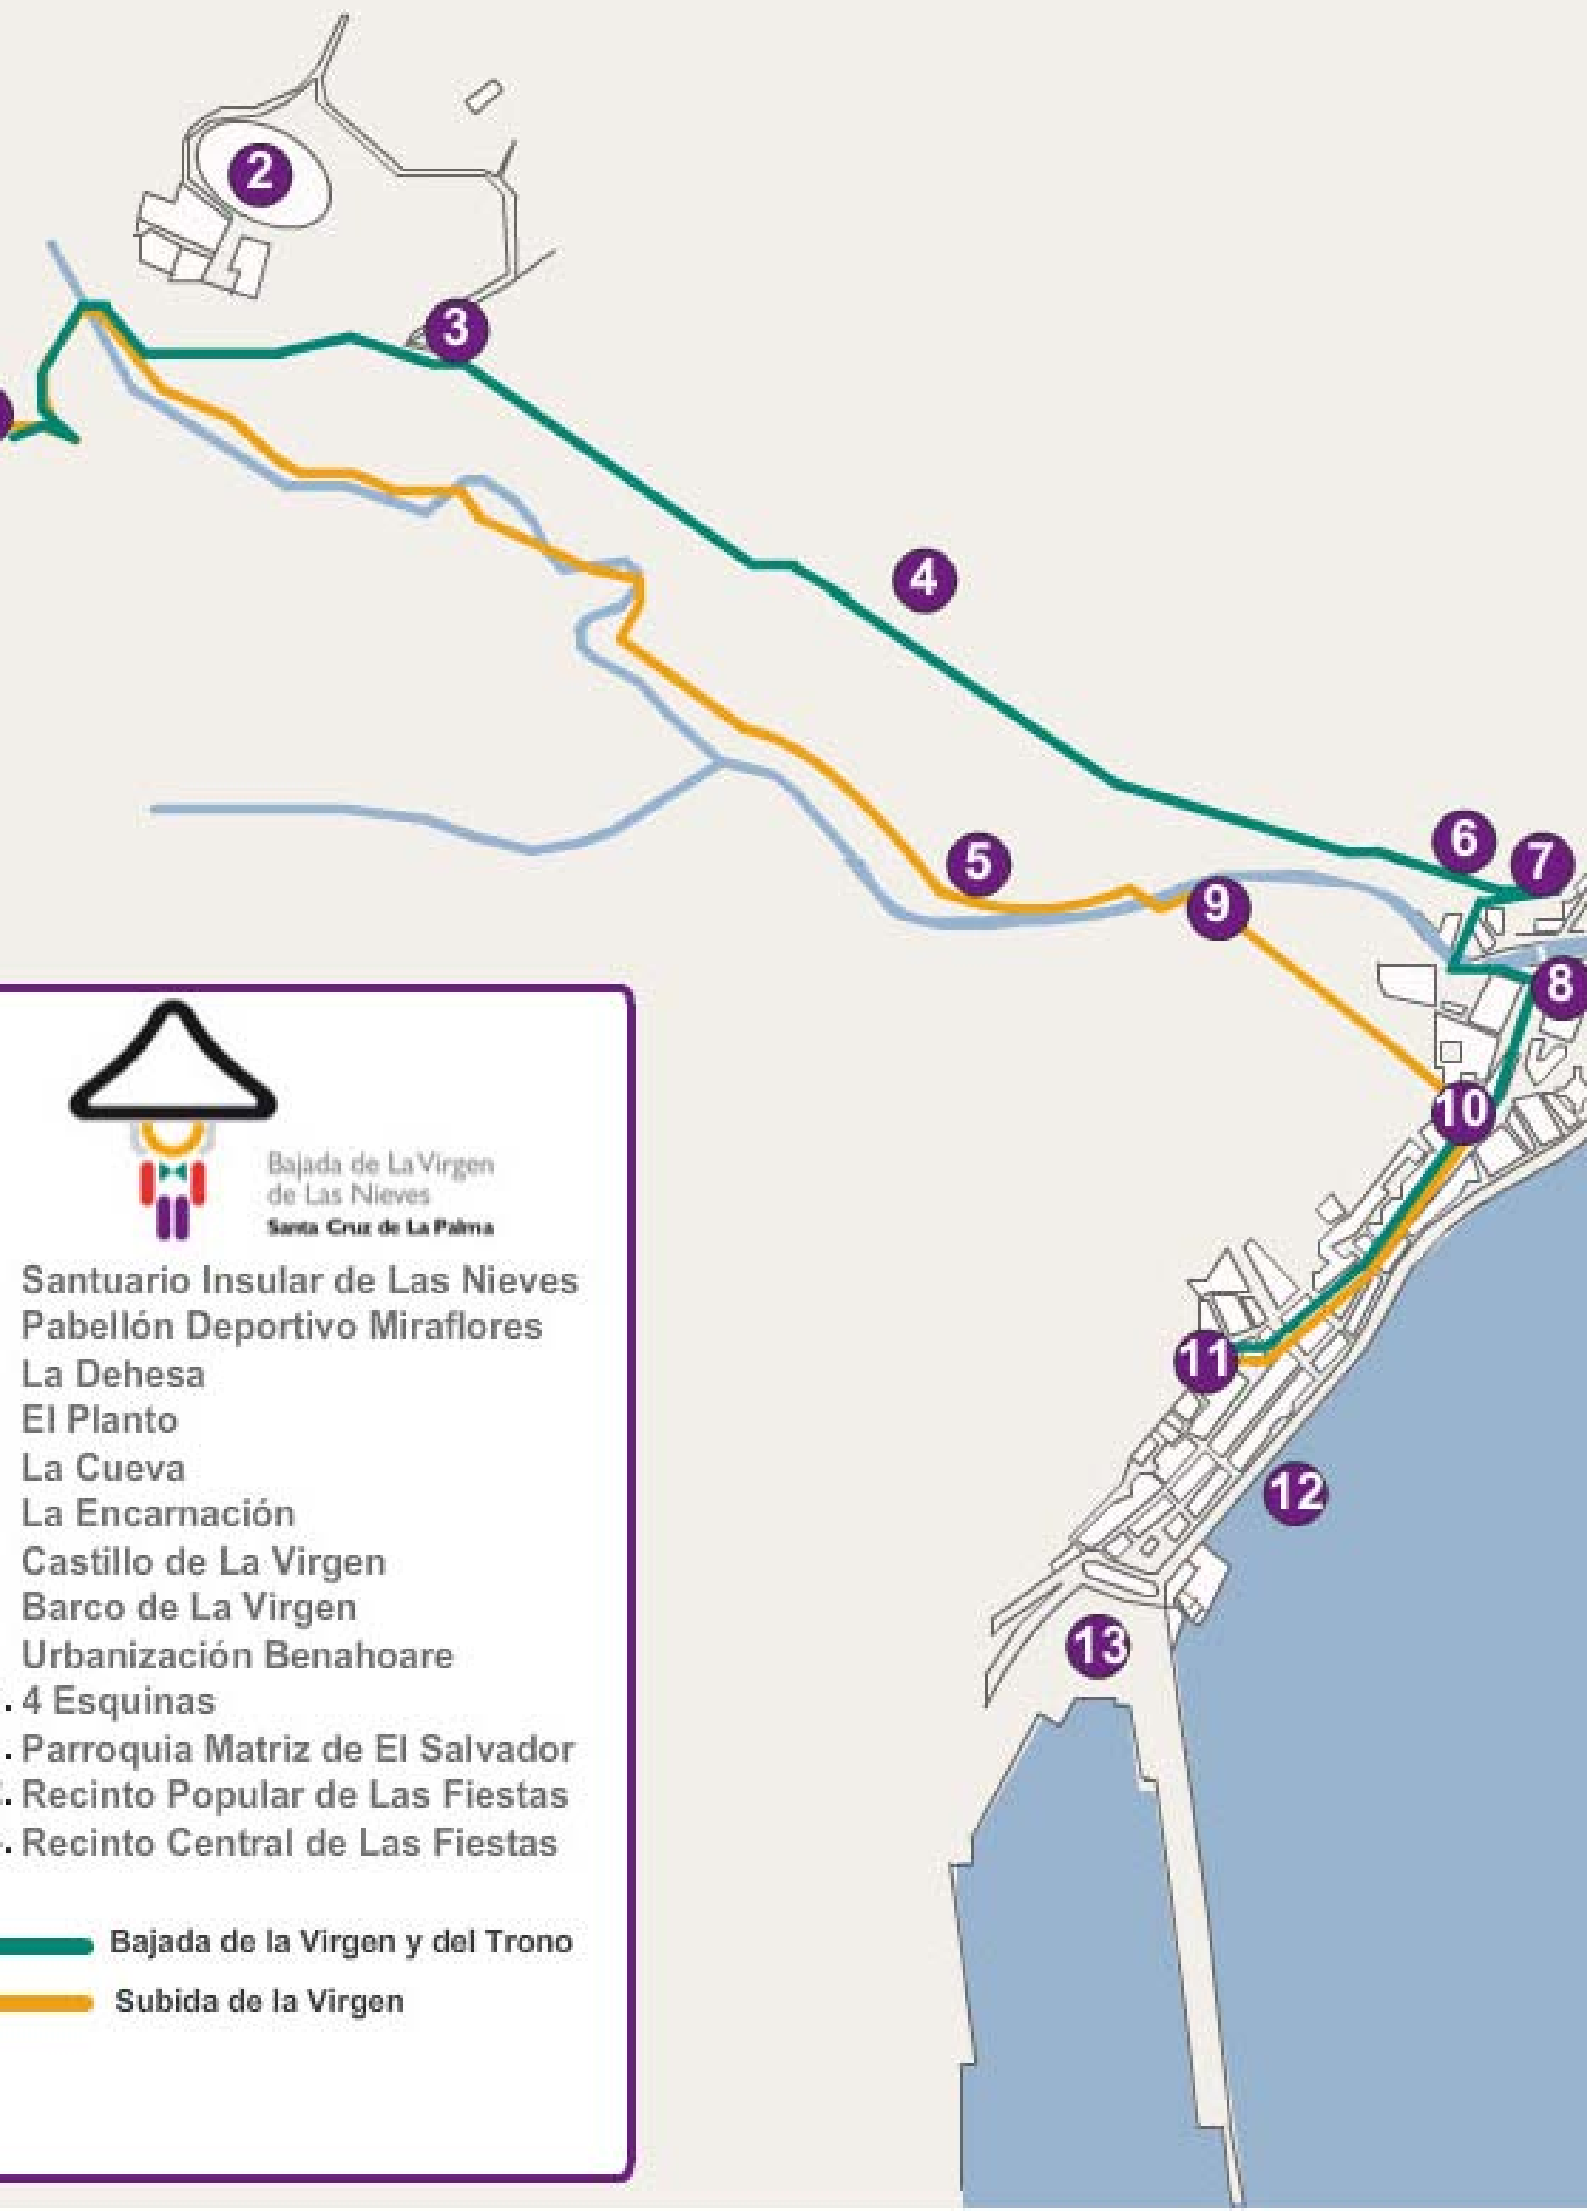 2
3
4
5
6
7
9
8
10
11
12
13
Bajada de La Virgen
de Las Nieves
Santa Cruz de La Palma
Santuario Insular de Las Nieves
Pabellón Deportivo Miraflores
La Dehesa
El Planto
La Cueva
La Encarnación
Castillo de La Virgen
Barco de La Virgen
Urbanización Benahoare
. 4 Esquinas
. Parroquia Matriz de El Salvador
. Recinto Popular de Las Fiestas
. Recinto Central de Las Fiestas
Bajada de la Virgen y del Trono
Subida de la Virgen